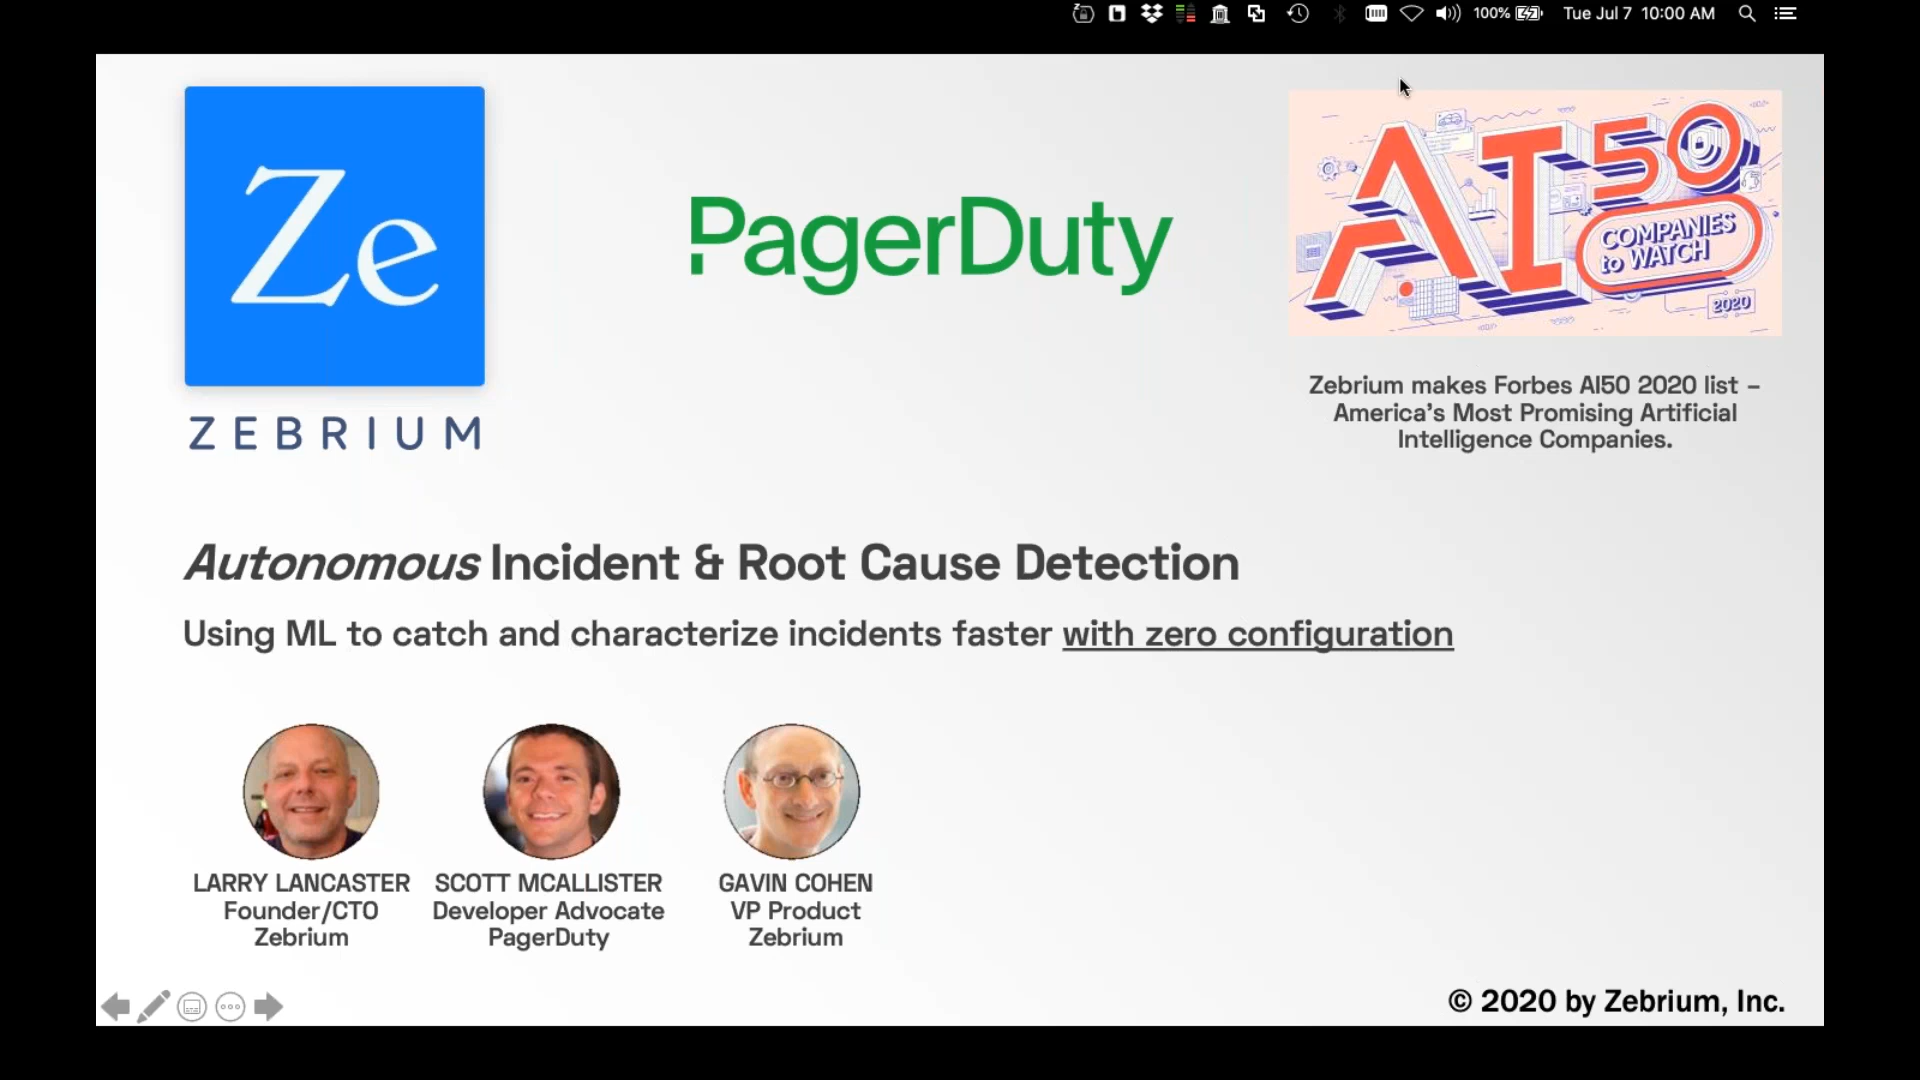 100% Tue Jul 7 10:00 AM
Ze
ZEBRIUM
PagerDuty
AI50
COMPANIES
to WATCH
2020
Zebrium makes Forbes AI50 2020 list –
America's Most Promising Artificial
Intelligence Companies.
Autonomous Incident & Root Cause Detection
Using ML to catch and characterize incidents faster with zero configuration
LARRY LANCASTER
Founder/CTO
Zebrium
SCOTT MCALLISTER
Developer Advocate
PagerDuty
GAVIN COHEN
VP Product
Zebrium
© 2020 by Zebrium, Inc.